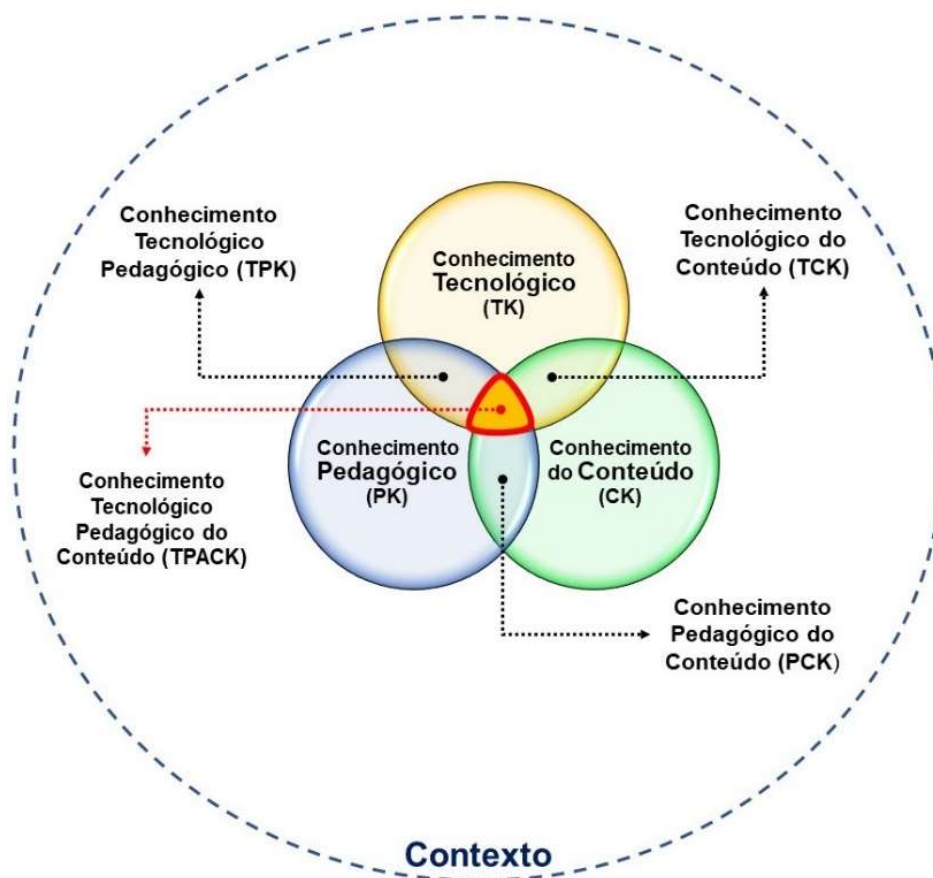 Conhecimento
Tecnológico
Pedagógico (TPK)
Conhecimento
Tecnológico
(TK)
Conhecimento
Tecnológico do
Conteúdo (TCK)
Conhecimento
Pedagógico
(PK)
Conhecimento
do Conteúdo
(CK)
Conhecimento
Tecnológico
Pedagógico do
Conteúdo (TPACK)
Conhecimento
Pedagógico do
Conteúdo (PCK)
Contexto